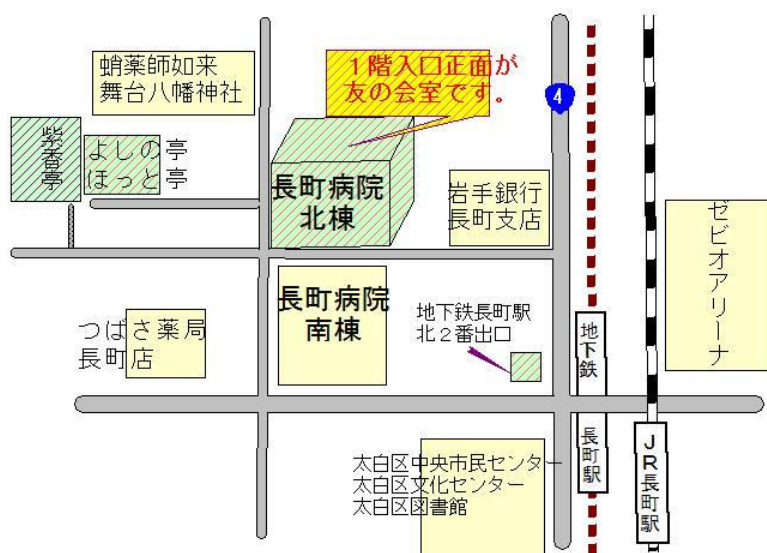 蛸薬師如来
舞台八幡神社
1階入口正面が
友の会室です。
4
紫香亭
よしの亭
ほっと亭
長町病院
北棟
岩手銀行
長町支店
ゼビオアリーナ
長町病院
南棟
つばさ薬局
長町店
地下鉄長町駅
北2番出口
地下鉄 長町駅
JR長町駅
太白区中央市民センター
太白区文化センター
太白区図書館